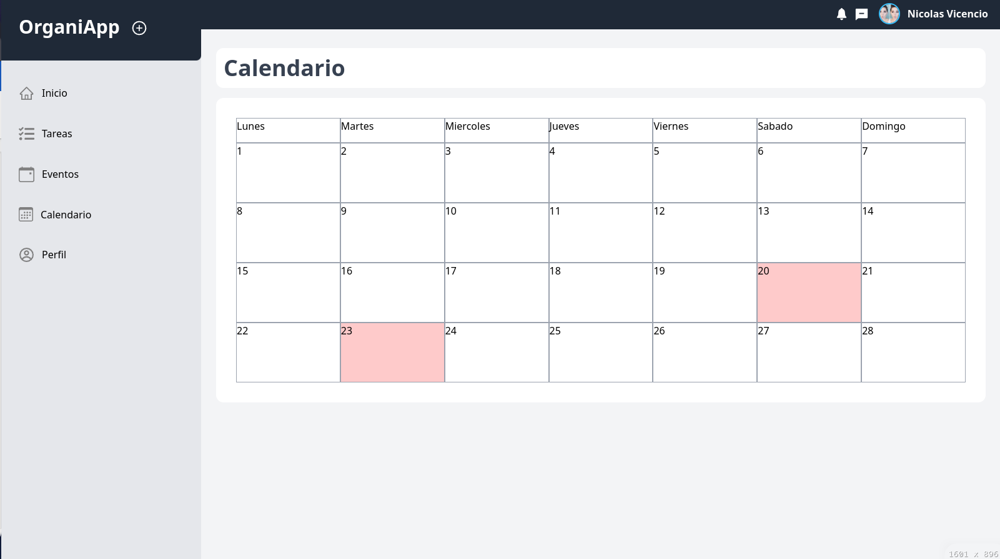 OrganiApp
Nicolas Vicencio
Inicio
Tareas
Eventos
Calendario
Perfil
Calendario
Lunes Martes Miercoles Jueves Viernes Sabado Domingo
1 2 3 4 5 6 7
8 9 10 11 12 13 14
15 16 17 18 19 20 21
22 23 24 25 26 27 28
1601 x 896